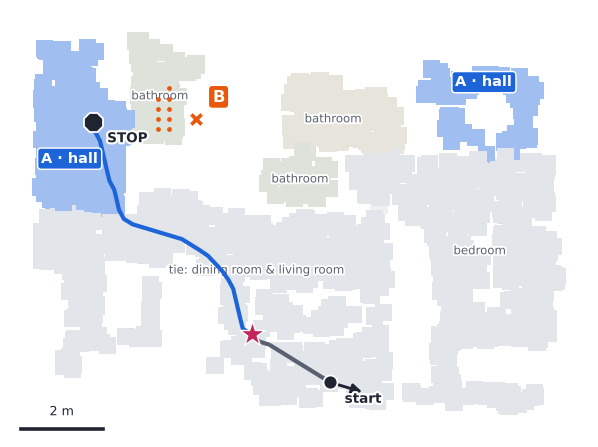 A · hall
bathroom
B
bathroom
STOP
A · hall
bathroom
bedroom
tie: dining room & living room
start
2 m